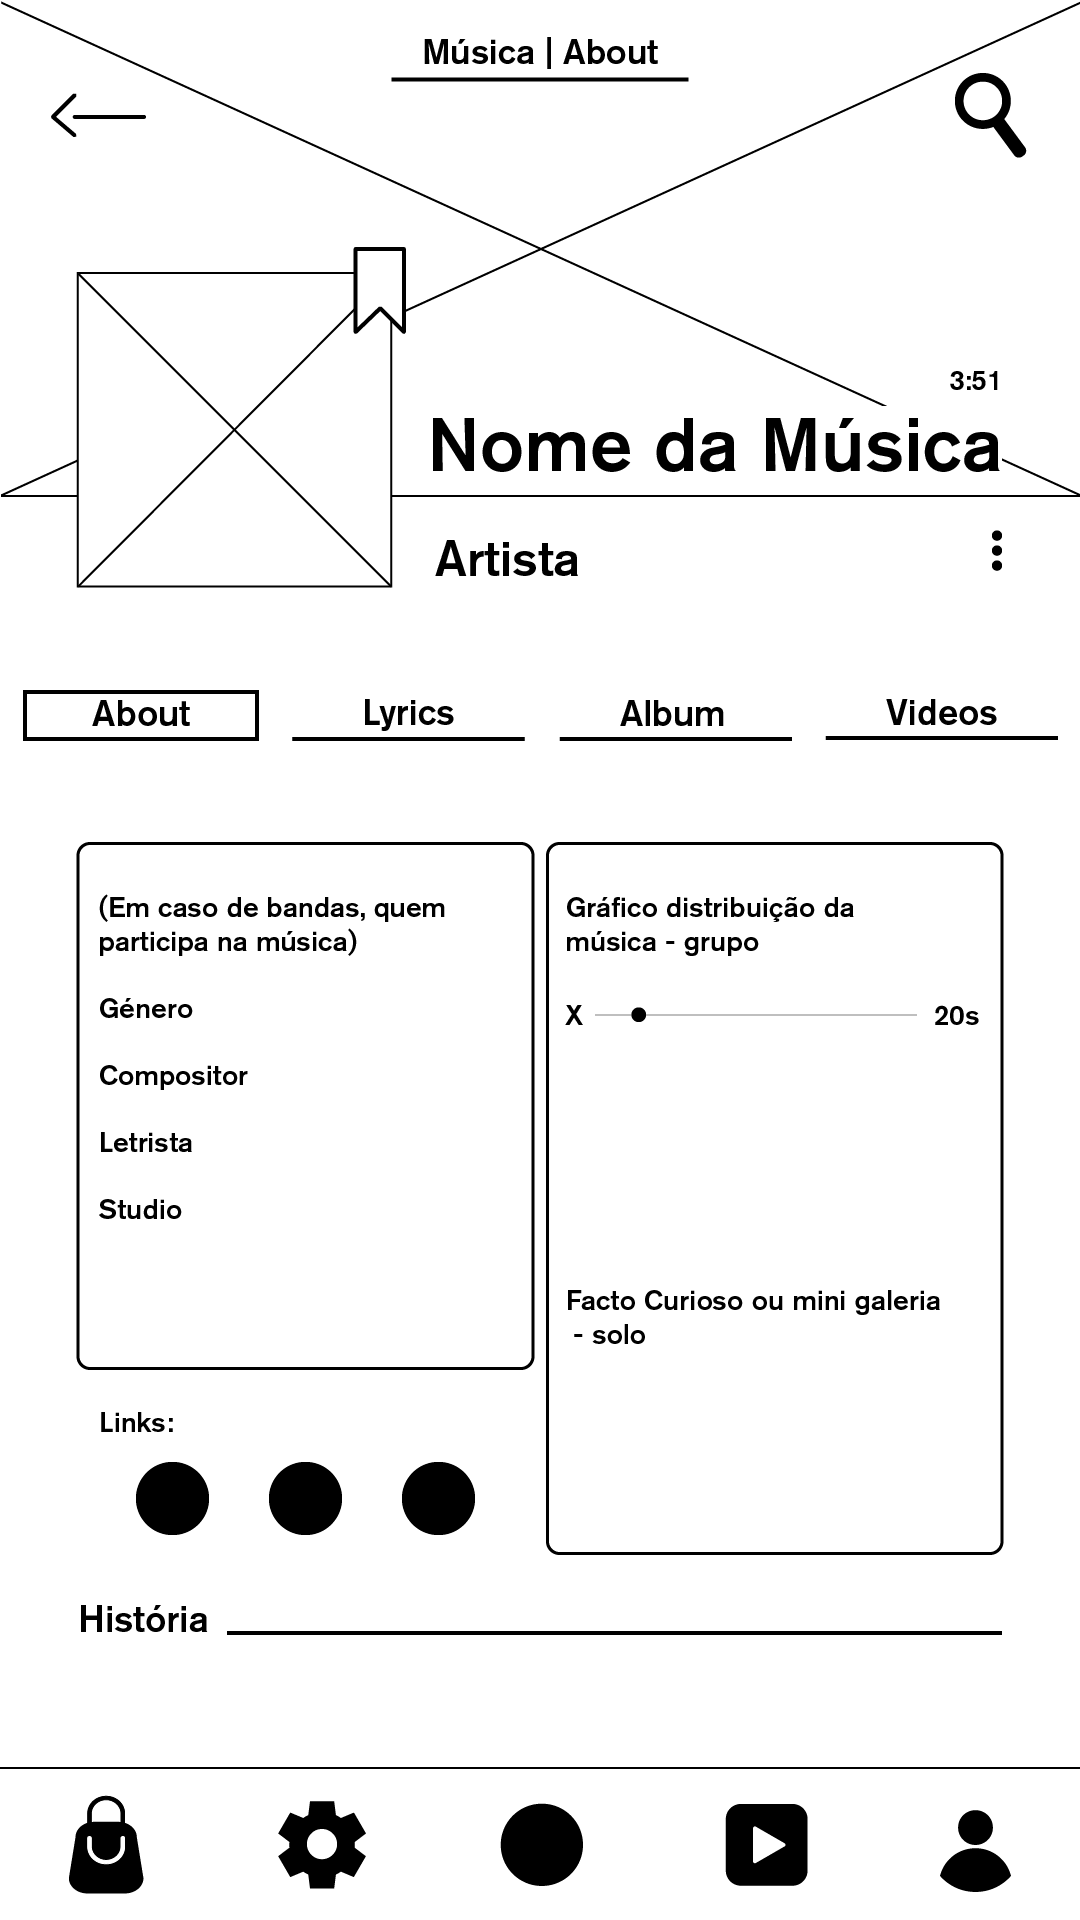 Música | About
3:51
Nome da Música
Artista
About
Lyrics
Album
Videos
(Em caso de bandas, quem
participa na música)
Género
Compositor
Letrista
Studio
Gráfico distribuição da
música - grupo
X
20s
Facto Curioso ou mini galeria
- solo
Links:
História